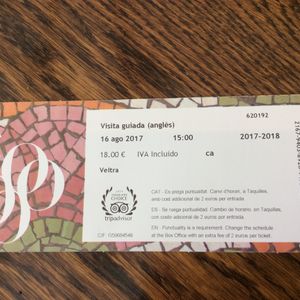 620192
Visita guiada (anglès)
16 ago 2017 15:00 2017-2018
18.00 € IVA Incluido ca
Veltra
CAT - Es prega puntualitat. Canvi d'horari, a Taquilles,
amb cost addicional de 2 euros per entrada.
ES - Se ruega puntualidad. Cambio de horario, en Taquillas,
con coste adicional de 2 euros por entrada.
EN - Punctuality is a requirement. Change the schedule
at the Box Office with an extra fee of 2 euros per ticket.
tripadvisor